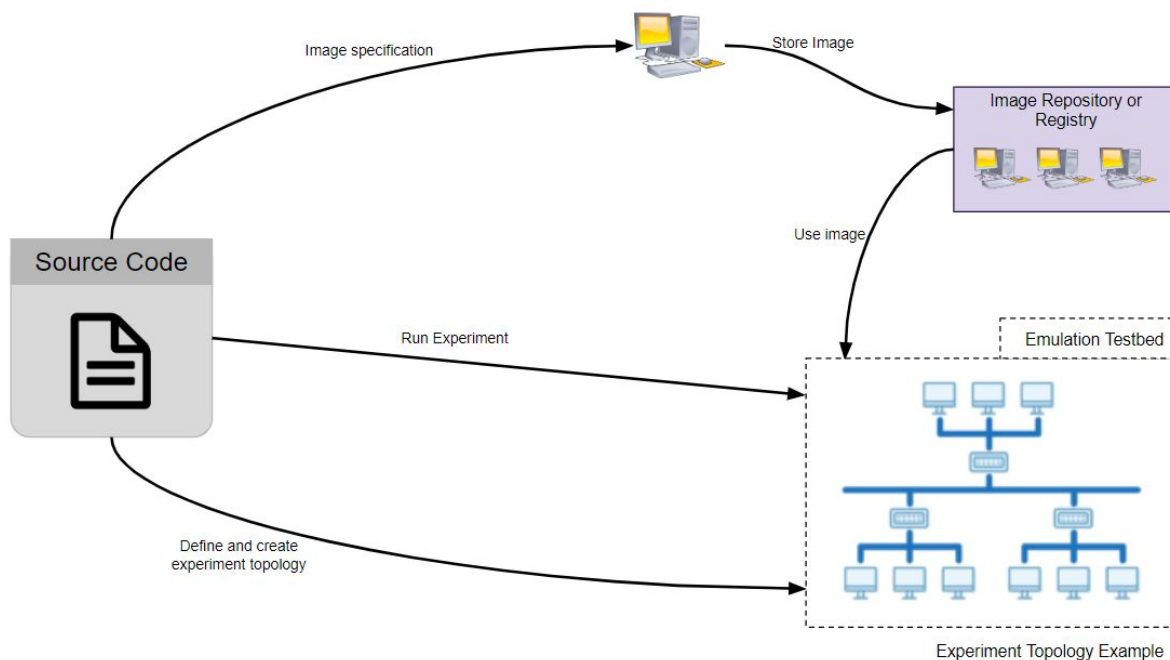 Image specification
Store Image
Image Repository or
Registry
Use image
Source Code
Run Experiment
Emulation Testbed
Define and create
experiment topology
Experiment Topology Example